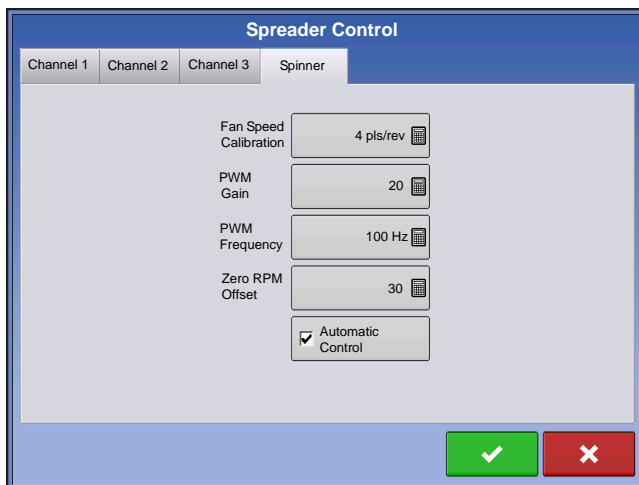 Spreader Control
Channel 1 Channel 2 Channel 3 Spinner
Fan Speed
Calibration
4 pls/rev
PWM
Gain
20
PWM
Frequency
100 Hz
Zero RPM
Offset
30
Automatic
Control